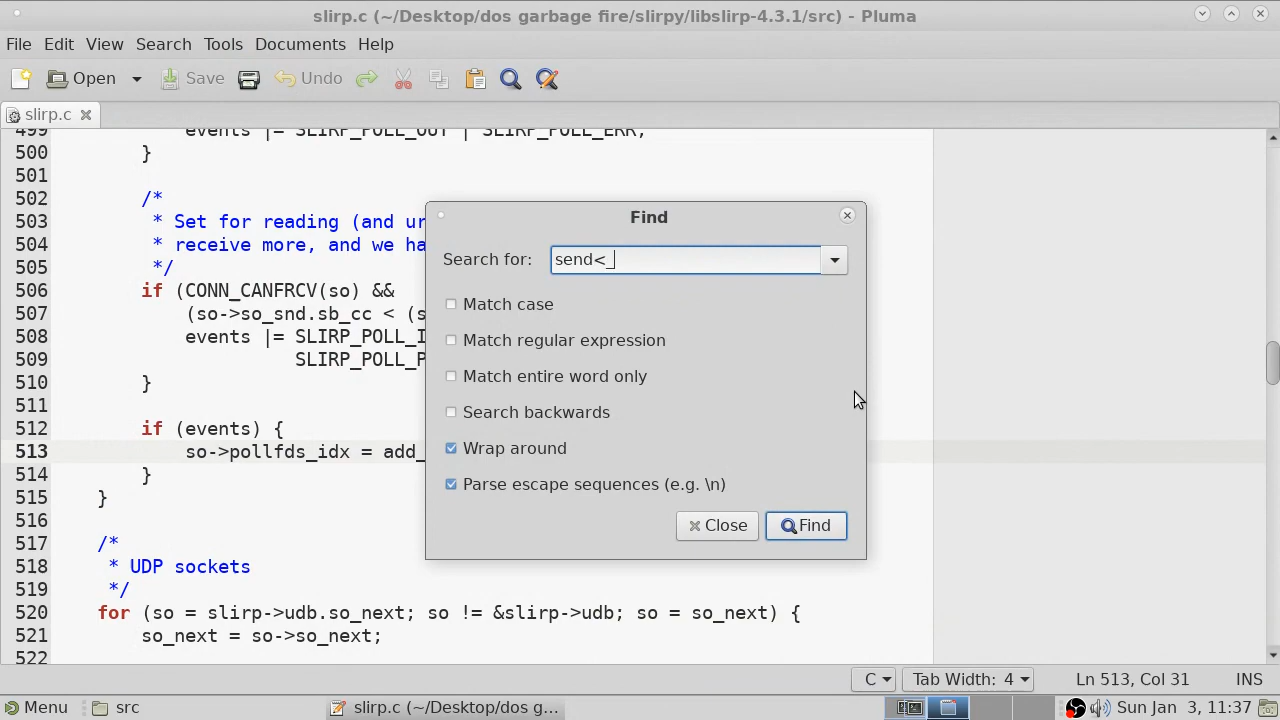 slirp.c (~/Desktop/dos garbage fire/slirpy/libslirp-4.3.1/src) - Pluma
File Edit View Search Tools Documents Help
Open Save Undo
slirp.c
499 events |= SLIRP_POLL_OUT | SLIRP_POLL_ERR;
500 }
501
502 /*
503 * Set for reading (and ur
504 * receive more, and we ha
505 */
506 if (CONN_CANFRCV(so) &&
507 (so->so_snd.sb_cc < (s
508 events |= SLIRP_POLL_I
509 SLIRP_POLL_P
510 }
511
512 if (events) {
513 so->pollfds_idx = add_
514 }
515 }
516
517 /*
518 * UDP sockets
519 */
520 for (so = slirp->udb.so_next; so != &slirp->udb; so = so_next) {
521 so_next = so->so_next;
522
Find
Search for: send<_
Match case
Match regular expression
Match entire word only
Search backwards
Wrap around
Parse escape sequences (e.g. \n)
Close Find
C Tab Width: 4 Ln 513, Col 31 INS
Menu src slirp.c (~/Desktop/dos g... Sun Jan 3, 11:37